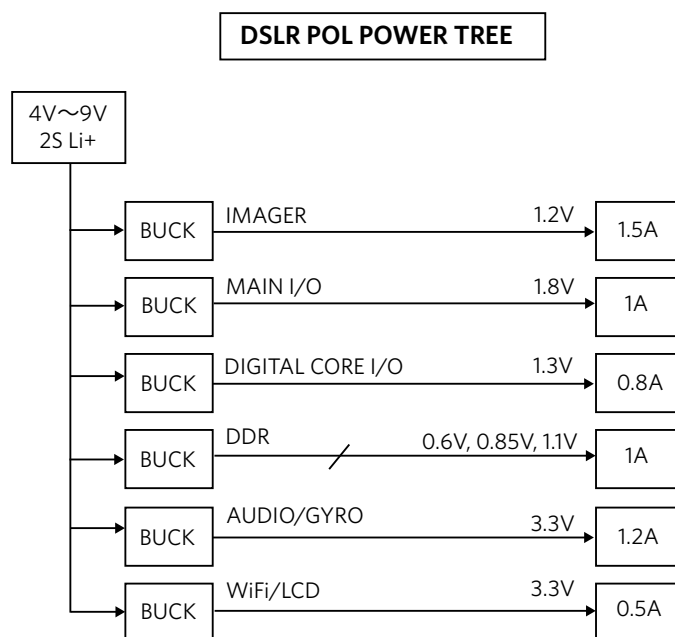 DSLR POL POWER TREE
4V～9V
2S Li+
BUCK
IMAGER
1.2V
1.5A
BUCK
MAIN I/O
1.8V
1A
BUCK
DIGITAL CORE I/O
1.3V
0.8A
BUCK
DDR
0.6V, 0.85V, 1.1V
1A
BUCK
AUDIO/GYRO
3.3V
1.2A
BUCK
WiFi/LCD
3.3V
0.5A